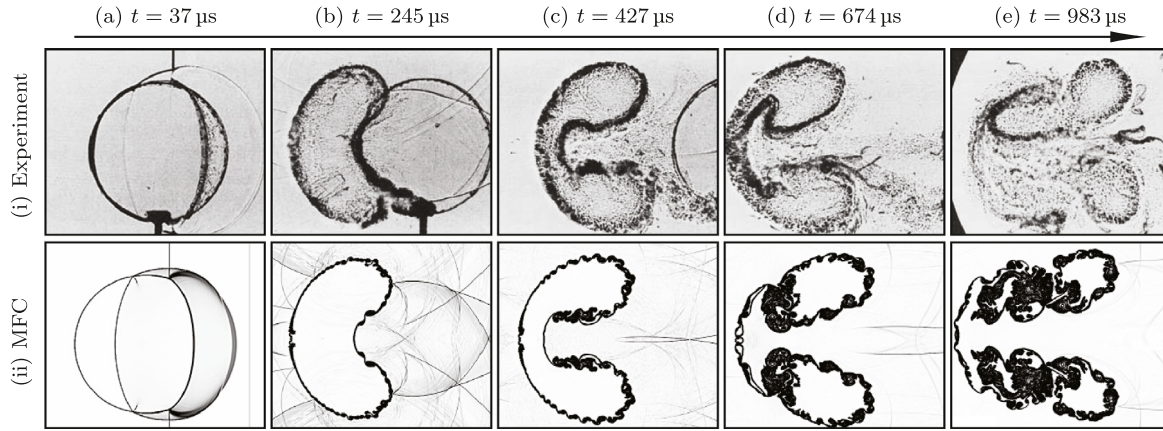 (a) t = 37 µs
(b) t = 245 µs
(c) t = 427 µs
(d) t = 674 µs
(e) t = 983 µs
(i) Experiment
(ii) MFC